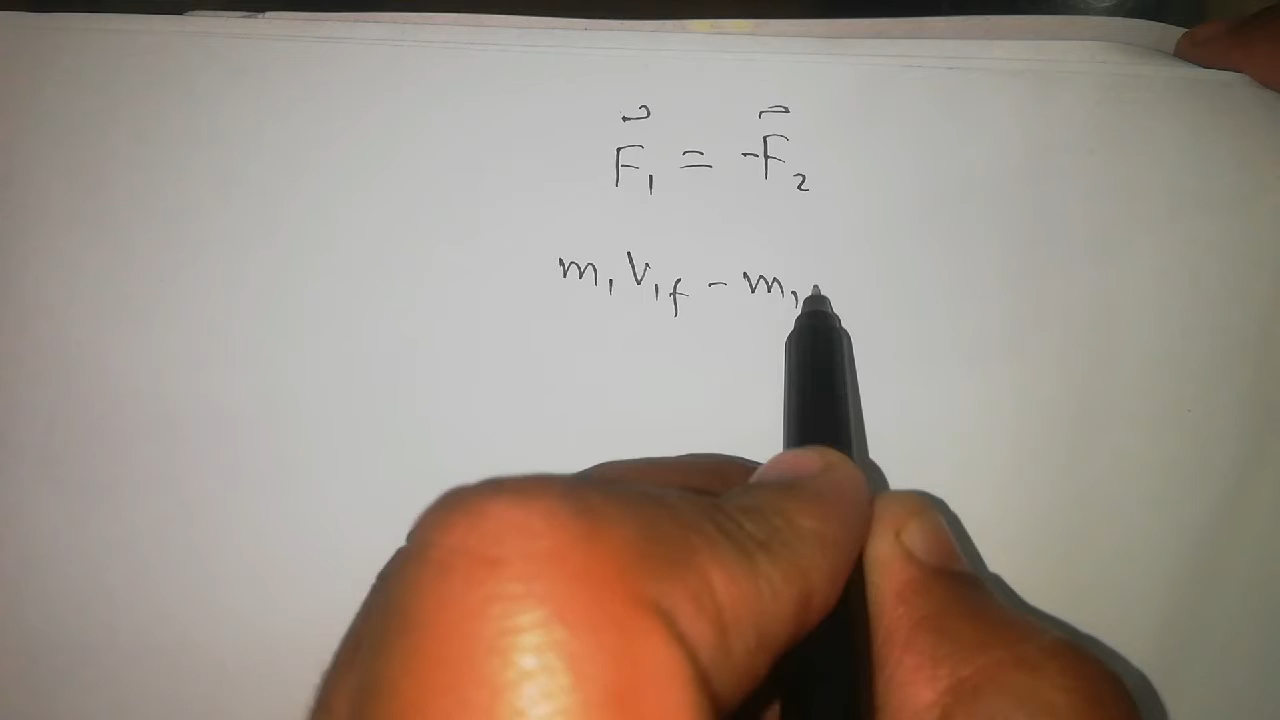 F⃗₁ = -F⃗₂
m₁V₁f - m₁